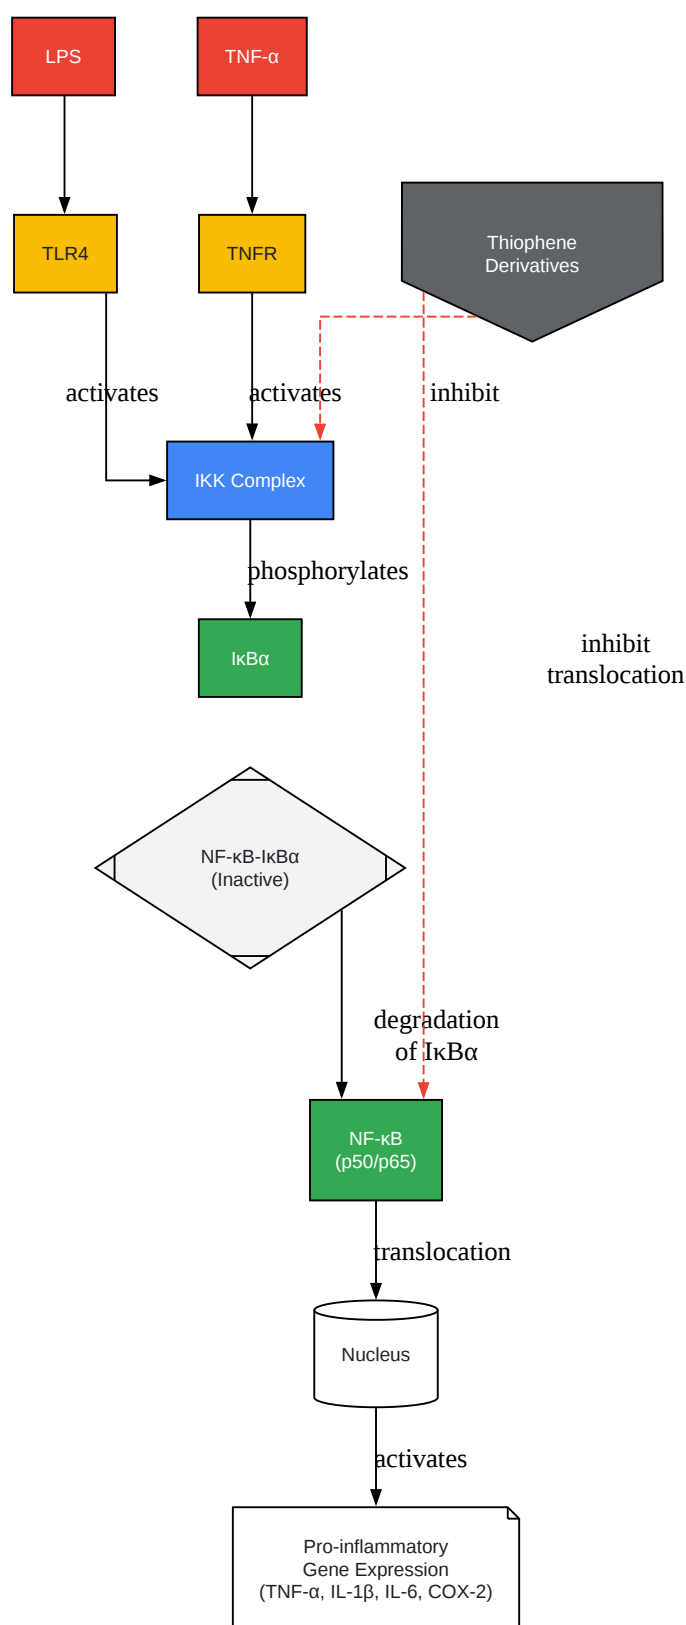 LPS
TNF-α
TLR4
TNFR
Thiophene
Derivatives
activates
activates
inhibit
IKK Complex
phosphorylates
IκBα
inhibit
translocation
NF-κB-IκBα
(Inactive)
degradation
of IκBα
NF-κB
(p50/p65)
translocation
Nucleus
activates
Pro-inflammatory
Gene Expression
(TNF-α, IL-1β, IL-6, COX-2)